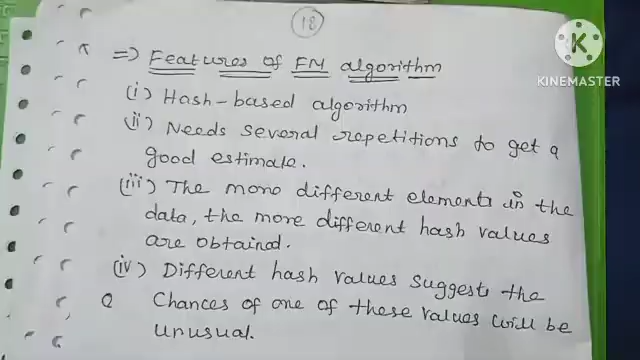 18
KINEMASTER
=> Features of FM algorithm
(i) Hash-based algorithm
(ii) Needs several repetitions to get a
good estimate.
(iii) The more different elements in the
data, the more different hash values
are obtained.
(iv) Different hash values suggests the
Chances of one of these values will be
unusual.